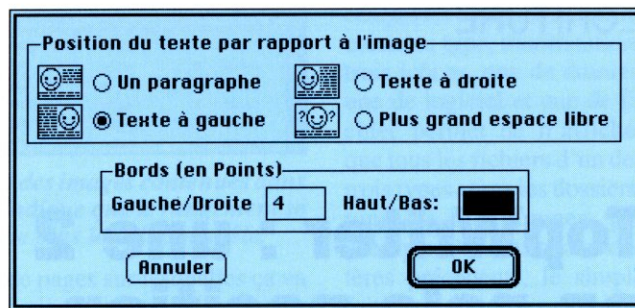 Position du texte par rapport à l'image
Un paragraphe
Texte à droite
Texte à gauche
Plus grand espace libre
Bords (en Points)
Gauche/Droite 4 Haut/Bas:
Annuler OK